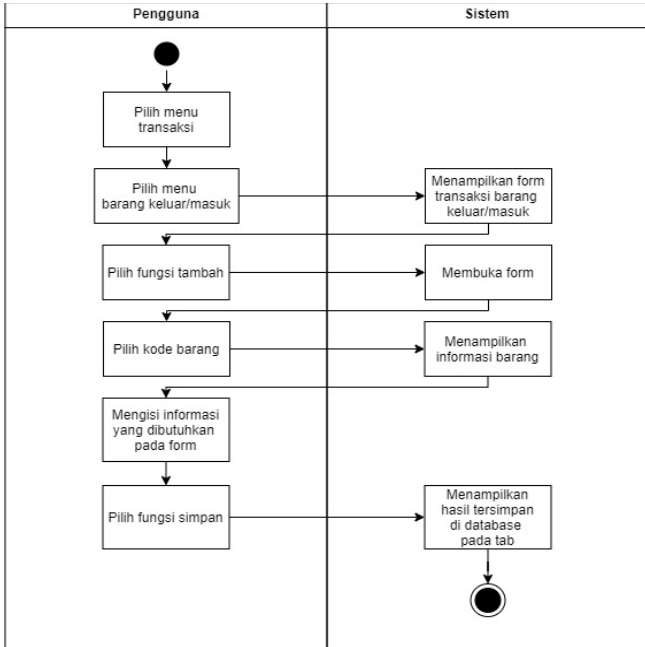 Pengguna
Sistem
Pilih menu
transaksi
Pilih menu
barang keluar/masuk
Menampilkan form
transaksi barang
keluar/masuk
Pilih fungsi tambah
Membuka form
Pilih kode barang
Menampilkan
informasi barang
Mengisi informasi
yang dibutuhkan
pada form
Pilih fungsi simpan
Menampilkan
hasil tersimpan
di database
pada tab